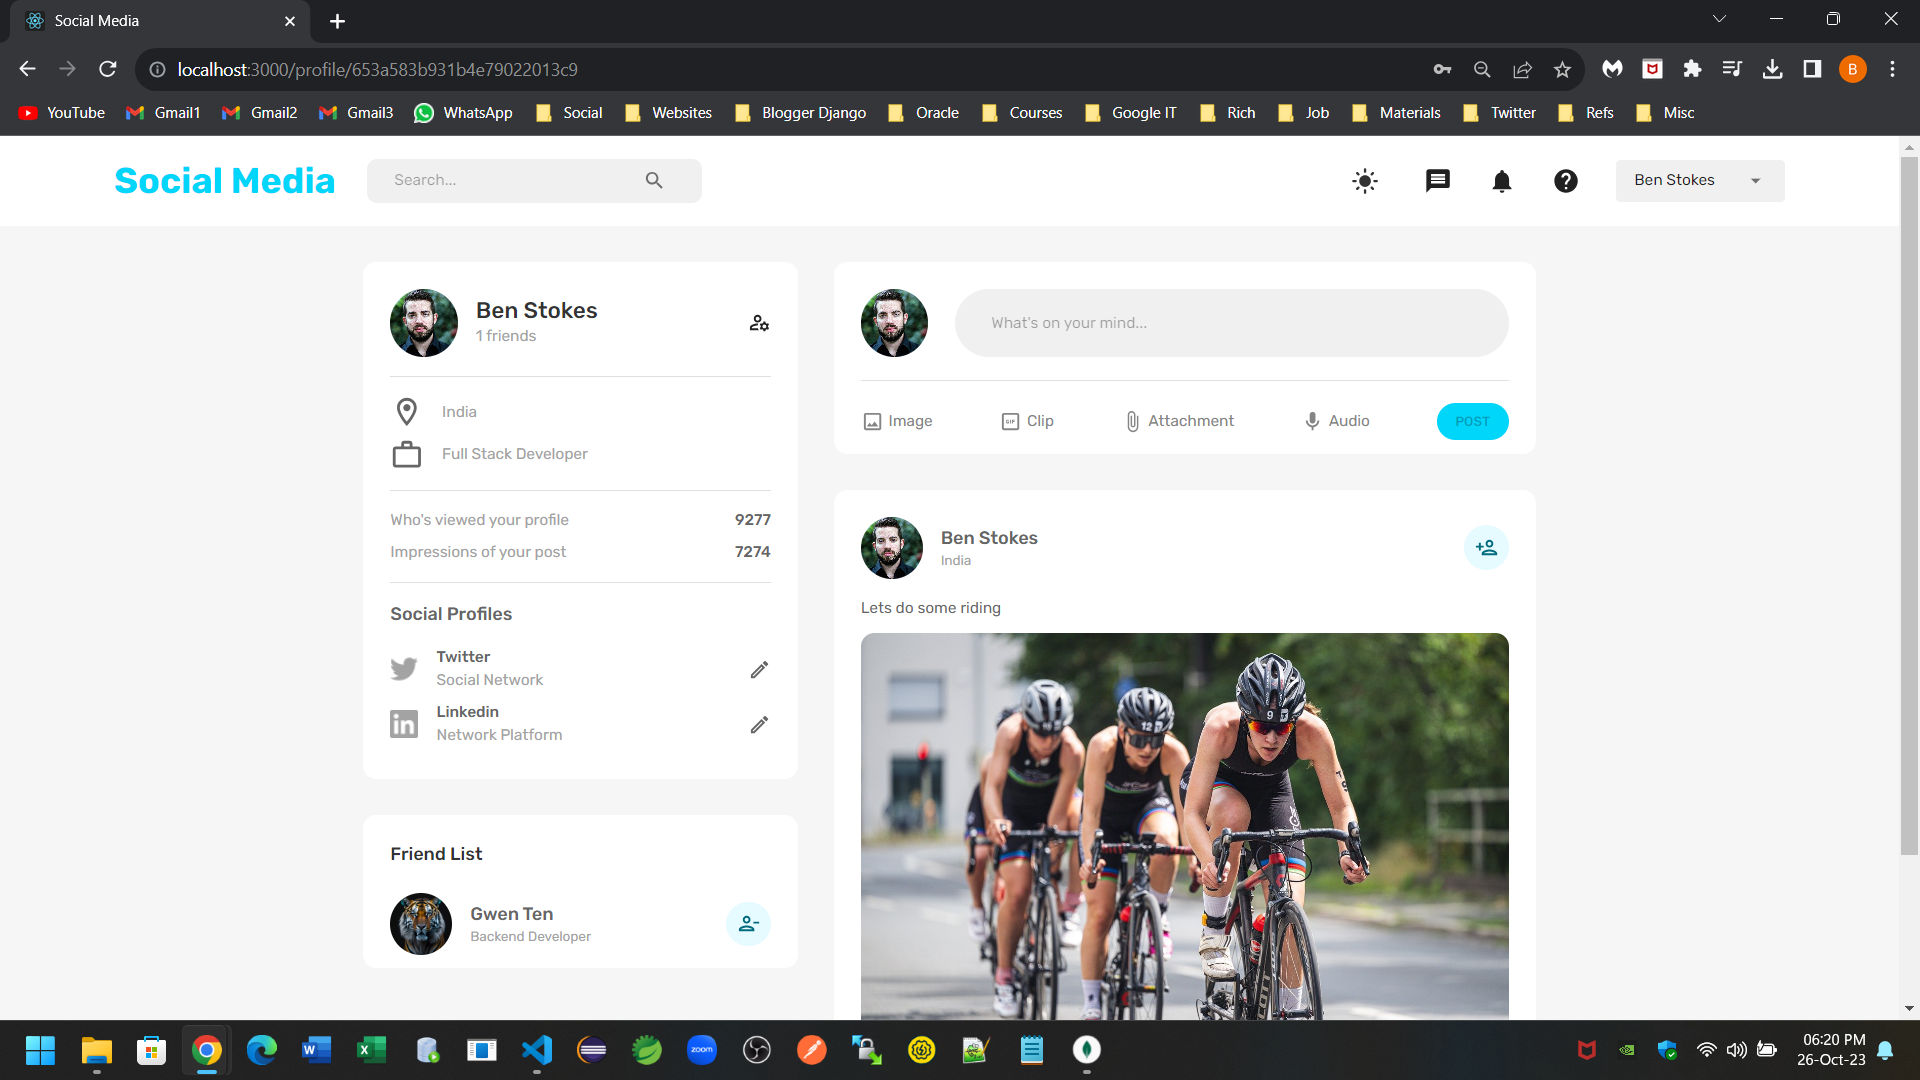 Social Media
localhost:3000/profile/653a583b931b4e79022013c9
B
YouTube Gmail1 Gmail2 Gmail3 WhatsApp Social Websites Blogger Django Oracle Courses Google IT Rich Job Materials Twitter Refs Misc
Social Media
Search...
Ben Stokes
Ben Stokes
1 friends
India
Full Stack Developer
Who's viewed your profile 9277
Impressions of your post 7274
Social Profiles
Twitter
Social Network
Linkedin
Network Platform
Friend List
Gwen Ten
Backend Developer
What's on your mind...
Image GIF Clip Attachment Audio POST
Ben Stokes
India
Lets do some riding
9
12
zoom
06:20 PM
26-Oct-23